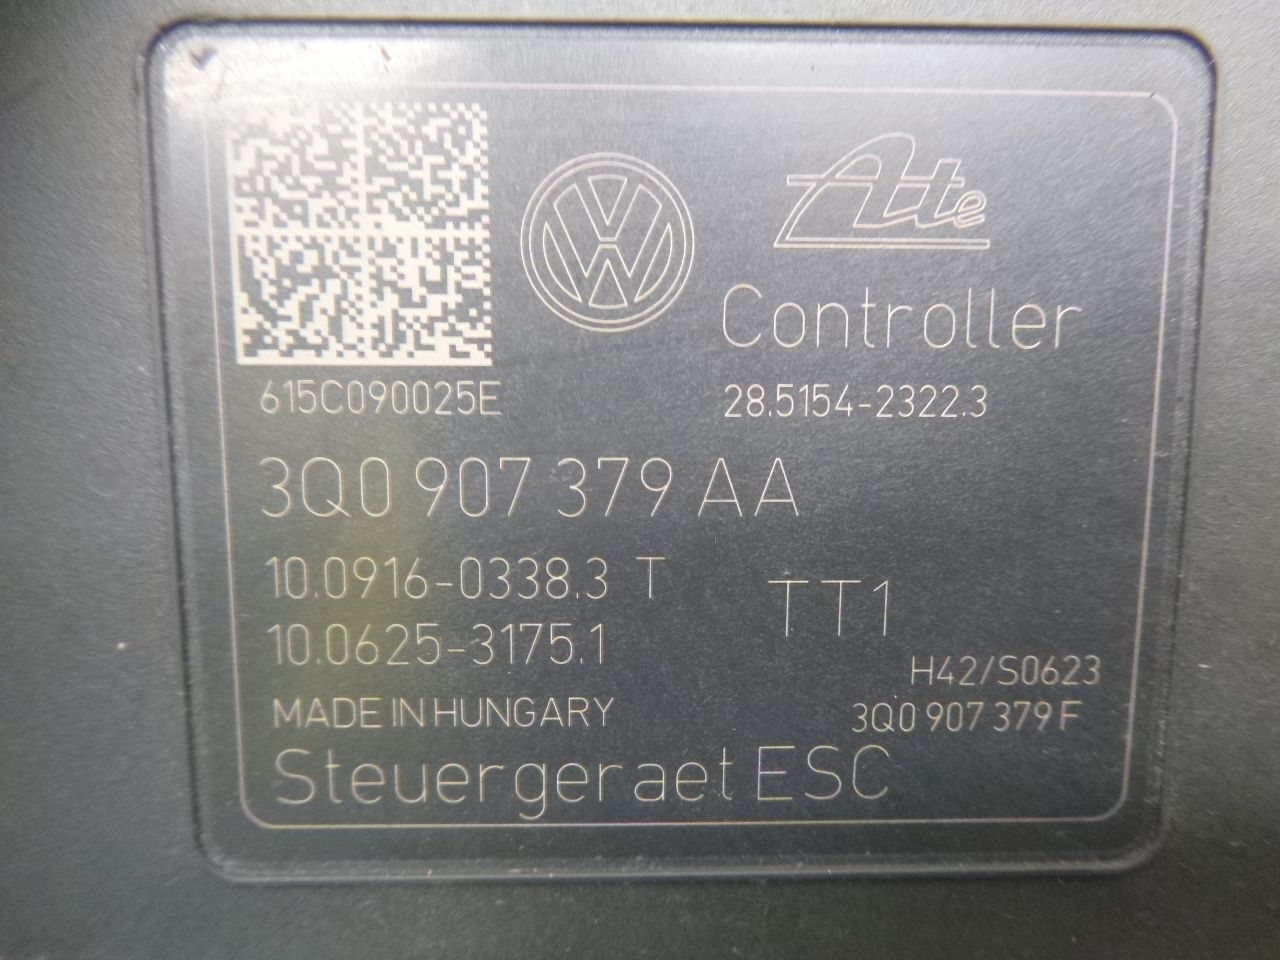 Ate
Controller
615C090025E
28.5154-2322.3
3Q0 907 379 AA
10.0916-0338.3 T
TT1
10.0625-3175.1
H42/S0623
MADE IN HUNGARY
3Q0 907 379 F
Steuergeraet ESC